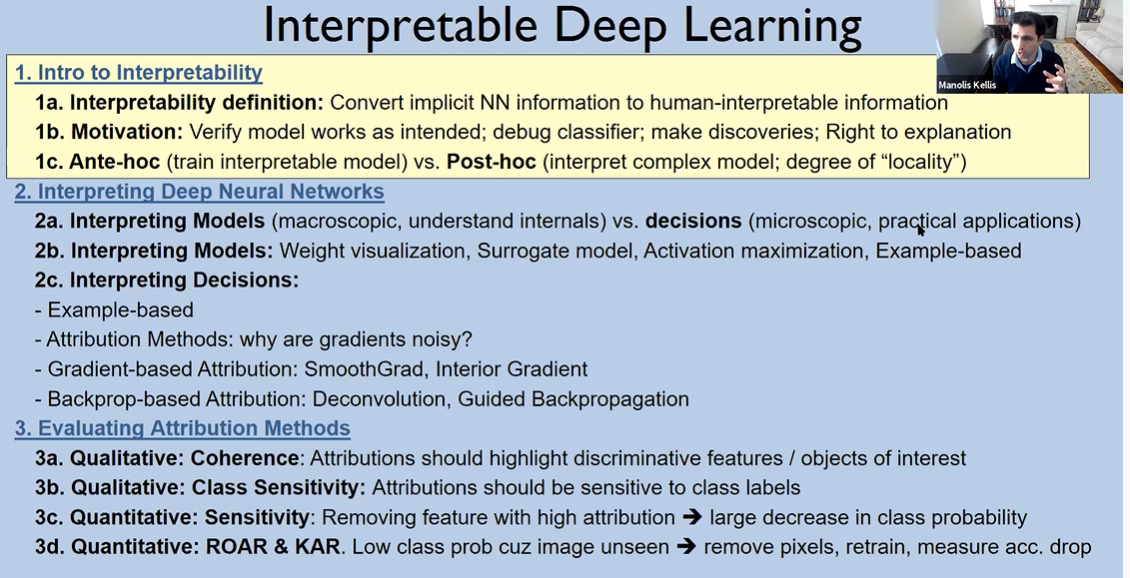 Interpretable Deep Learning
Manolis Kellis
1. Intro to Interpretability
1a. Interpretability definition: Convert implicit NN information to human-interpretable information
1b. Motivation: Verify model works as intended; debug classifier; make discoveries; Right to explanation
1c. Ante-hoc (train interpretable model) vs. Post-hoc (interpret complex model; degree of “locality”)
2. Interpreting Deep Neural Networks
2a. Interpreting Models (macroscopic, understand internals) vs. decisions (microscopic, practical applications)
2b. Interpreting Models: Weight visualization, Surrogate model, Activation maximization, Example-based
2c. Interpreting Decisions:
- Example-based
- Attribution Methods: why are gradients noisy?
- Gradient-based Attribution: SmoothGrad, Interior Gradient
- Backprop-based Attribution: Deconvolution, Guided Backpropagation
3. Evaluating Attribution Methods
3a. Qualitative: Coherence: Attributions should highlight discriminative features / objects of interest
3b. Qualitative: Class Sensitivity: Attributions should be sensitive to class labels
3c. Quantitative: Sensitivity: Removing feature with high attribution ➔ large decrease in class probability
3d. Quantitative: ROAR & KAR. Low class prob cuz image unseen ➔ remove pixels, retrain, measure acc. drop